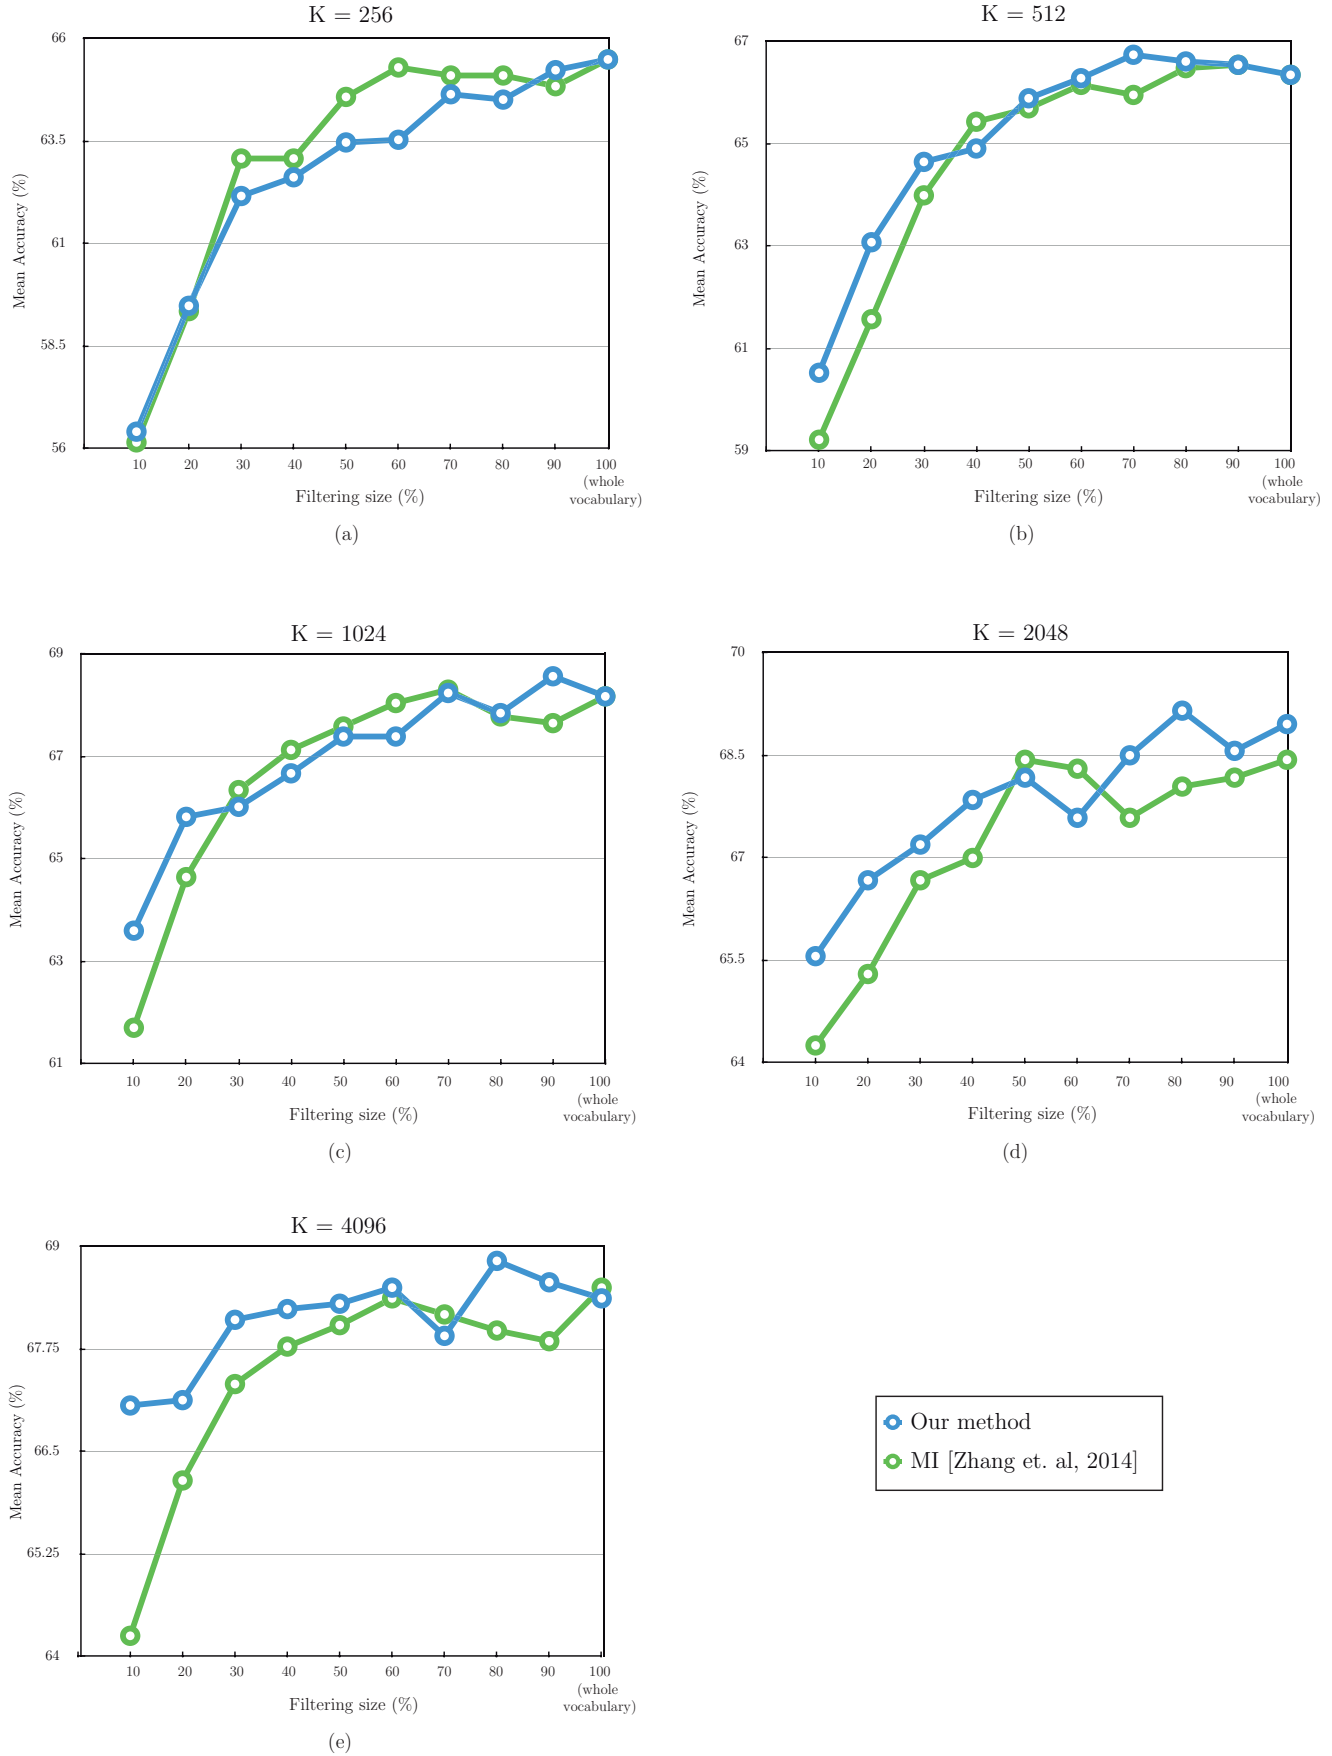 K = 256
66
63.5
61
58.5
56
Mean Accuracy (%)
10 20 30 40 50 60 70 80 90 100
(whole
vocabulary)
Filtering size (%)
(a)
K = 512
67
65
63
61
59
Mean Accuracy (%)
10 20 30 40 50 60 70 80 90 100
(whole
vocabulary)
Filtering size (%)
(b)
K = 1024
69
67
65
63
61
Mean Accuracy (%)
10 20 30 40 50 60 70 80 90 100
(whole
vocabulary)
Filtering size (%)
(c)
K = 2048
70
68.5
67
65.5
64
Mean Accuracy (%)
10 20 30 40 50 60 70 80 90 100
(whole
vocabulary)
Filtering size (%)
(d)
K = 4096
69
67.75
66.5
65.25
64
Mean Accuracy (%)
10 20 30 40 50 60 70 80 90 100
(whole
vocabulary)
Filtering size (%)
(e)
Our method
MI [Zhang et. al, 2014]